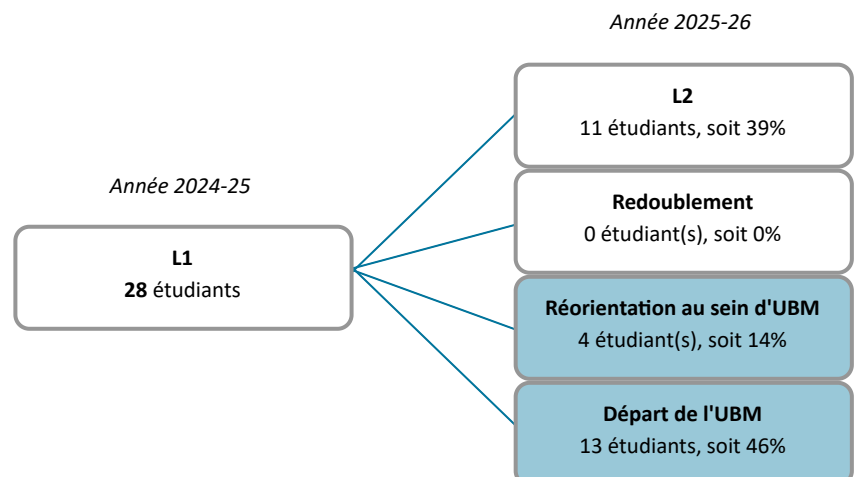 Année 2025-26
L2
11 étudiants, soit 39%
Année 2024-25
Redoublement
0 étudiant(s), soit 0%
L1
28 étudiants
Réorientation au sein d'UBM
4 étudiant(s), soit 14%
Départ de l'UBM
13 étudiants, soit 46%